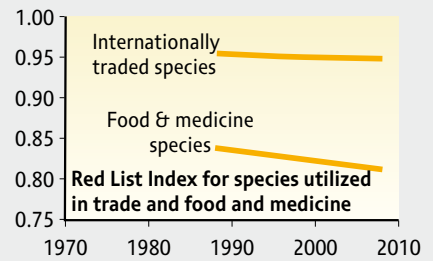 1.00
0.95
0.90
0.85
0.80
0.75
Internationally
traded species
Food & medicine
species
Red List Index for species utilized
in trade and food and medicine
1970 1980 1990 2000 2010